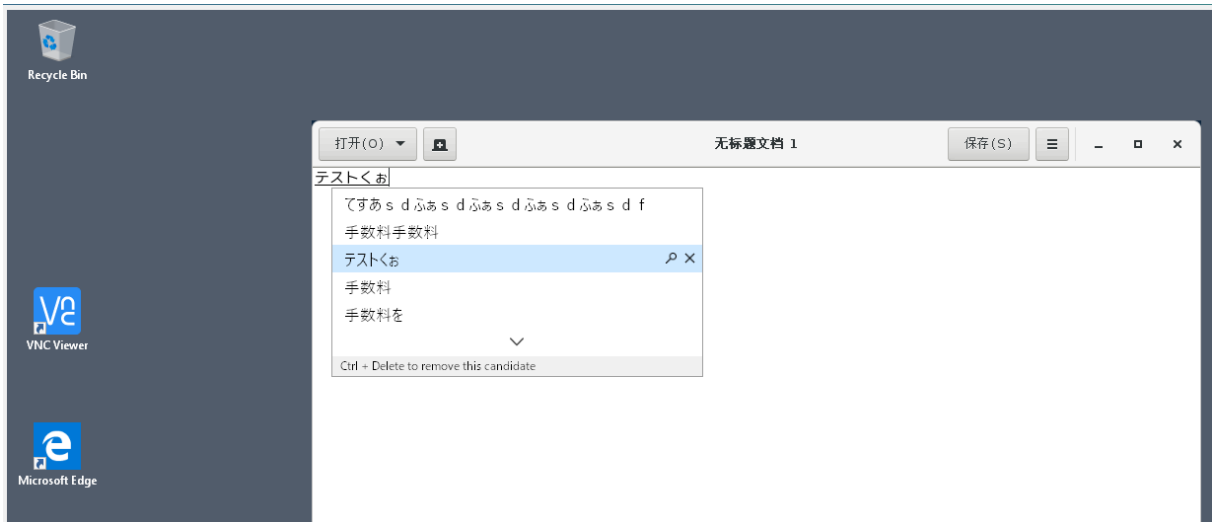 Recycle Bin
打开(O)
无标题文档 1
保存(S)
テストくぉ
てすあｓｄふぁｓｄふぁｓｄふぁｓｄふぁｓｄｆ
手数料手数料
テストくぉ
手数料
手数料を
Ctrl + Delete to remove this candidate
VNC Viewer
Microsoft Edge